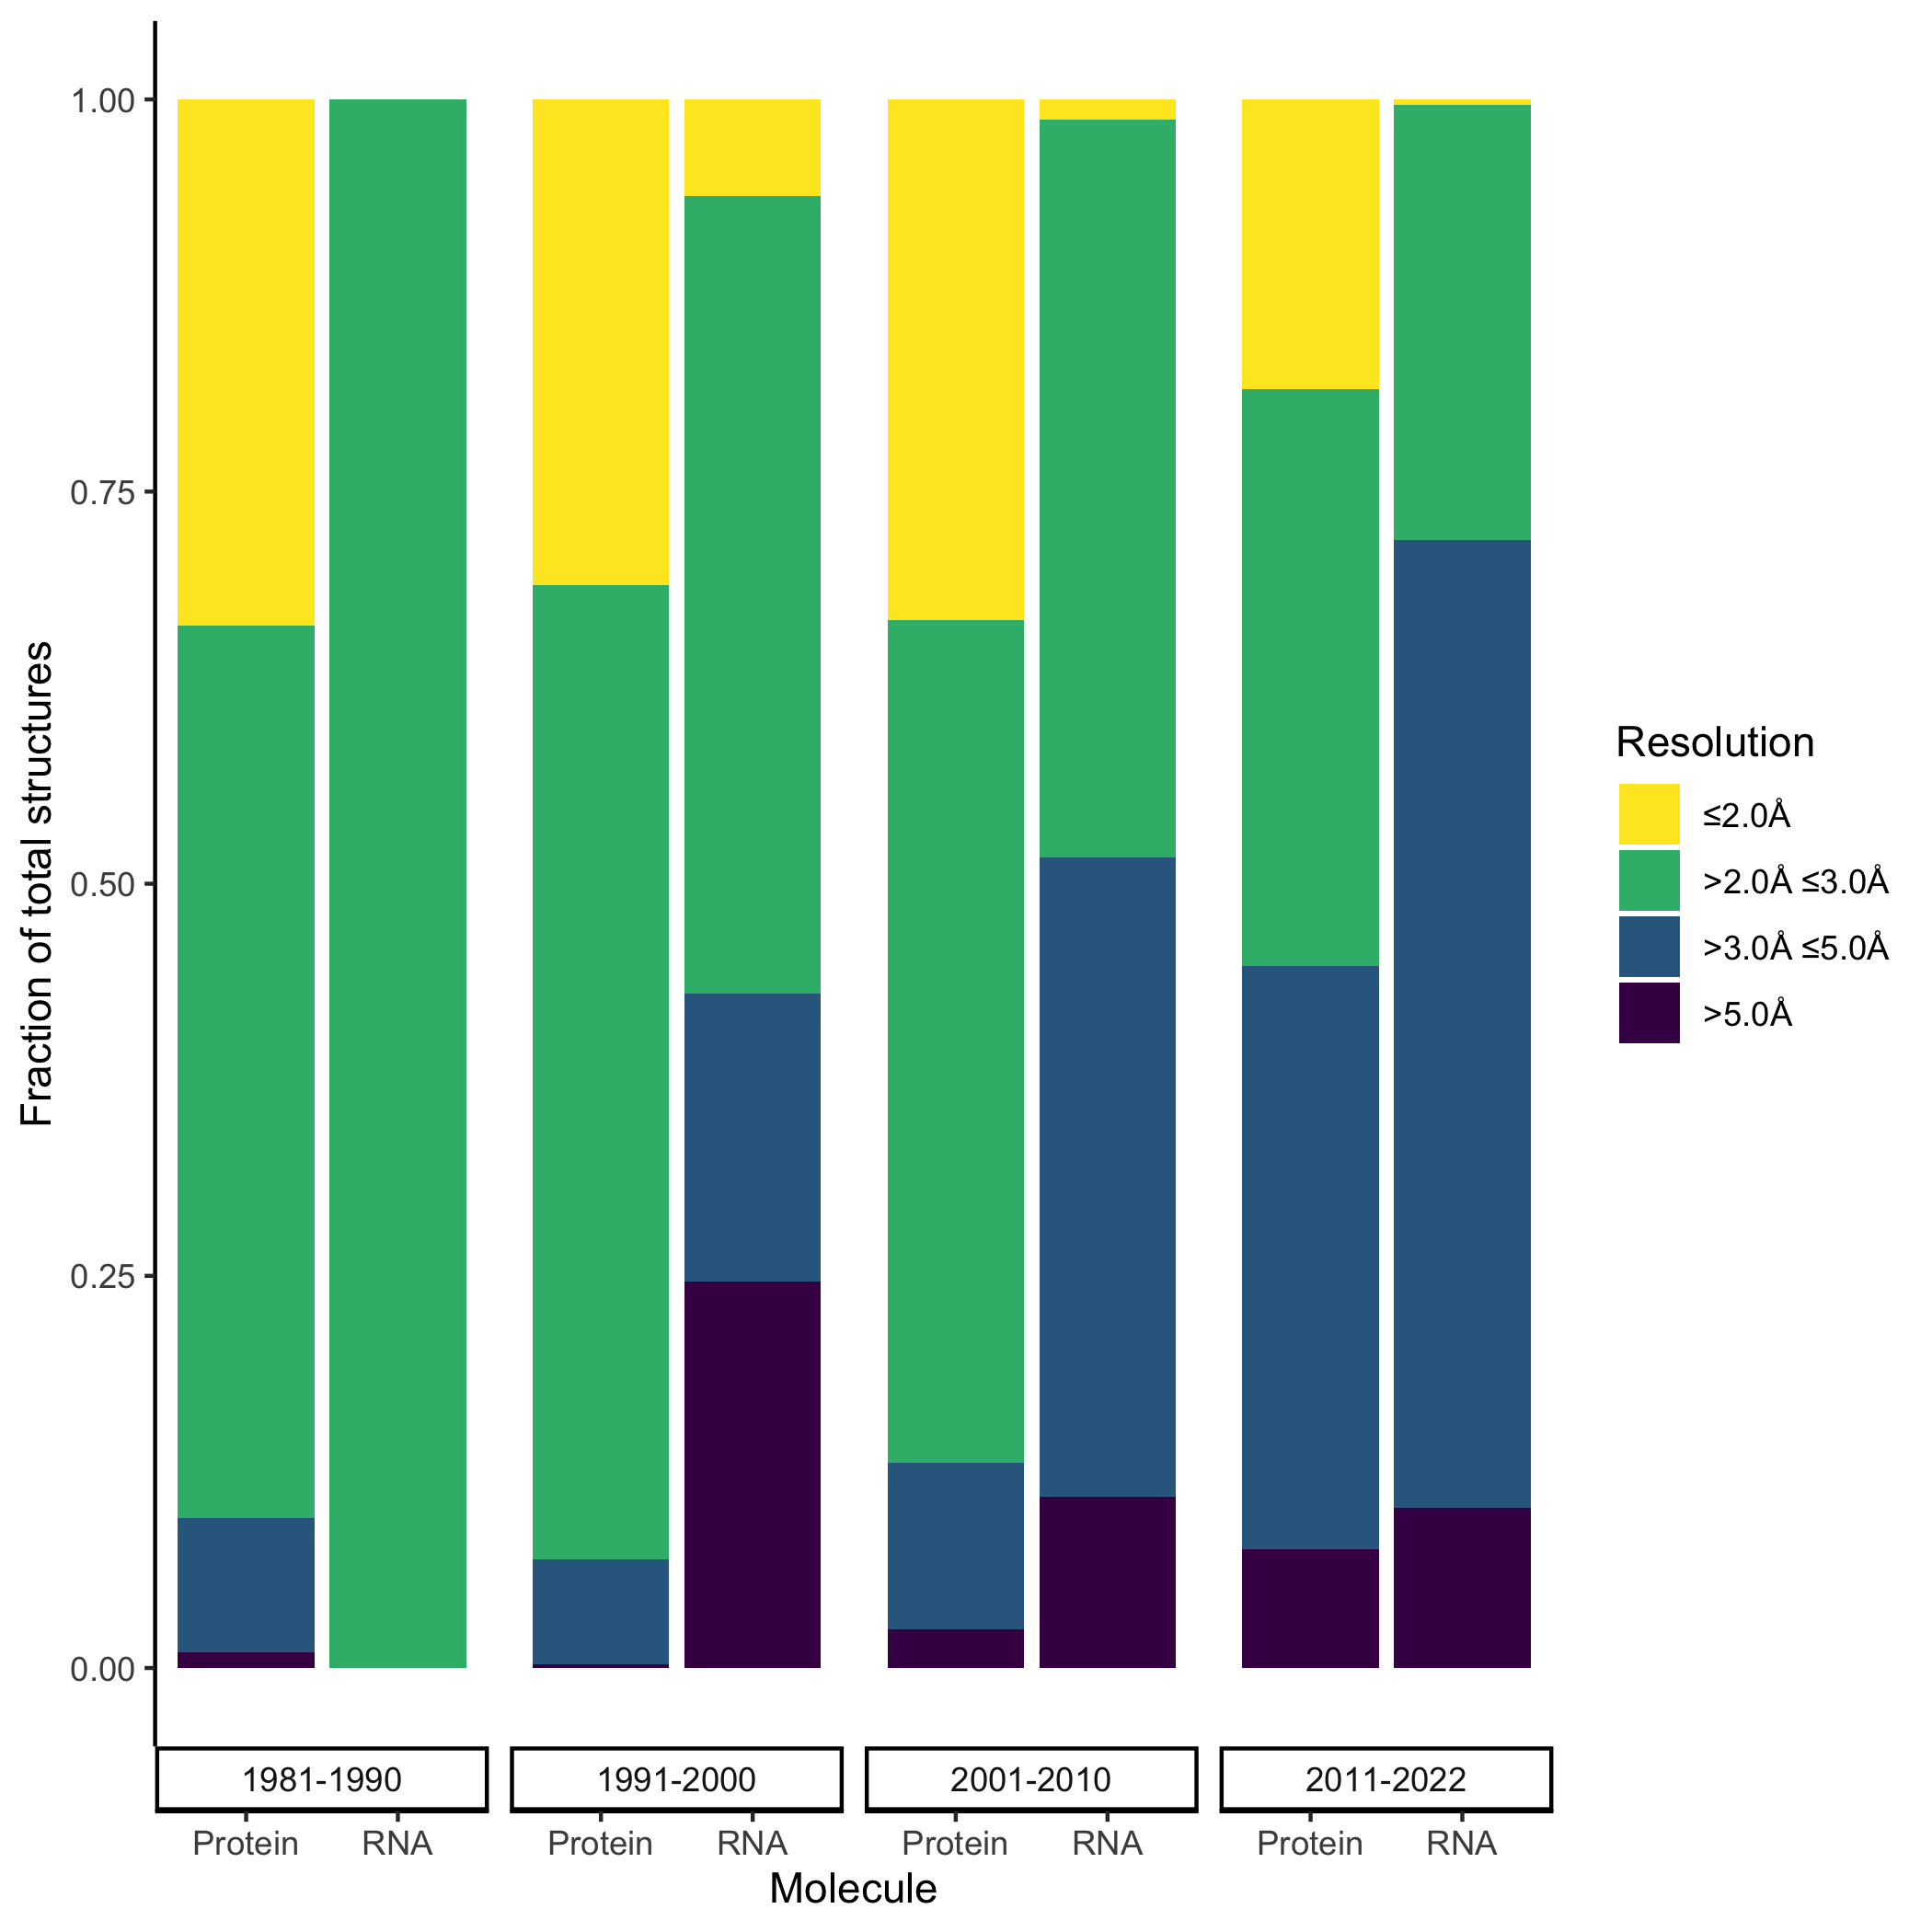 Fraction of total structures
1.00
0.75
0.50
0.25
0.00
1981-1990
1991-2000
2001-2010
2011-2022
Protein
RNA
Protein
RNA
Protein
RNA
Protein
RNA
Molecule
Resolution
≤2.0Å
>2.0Å ≤3.0Å
>3.0Å ≤5.0Å
>5.0Å